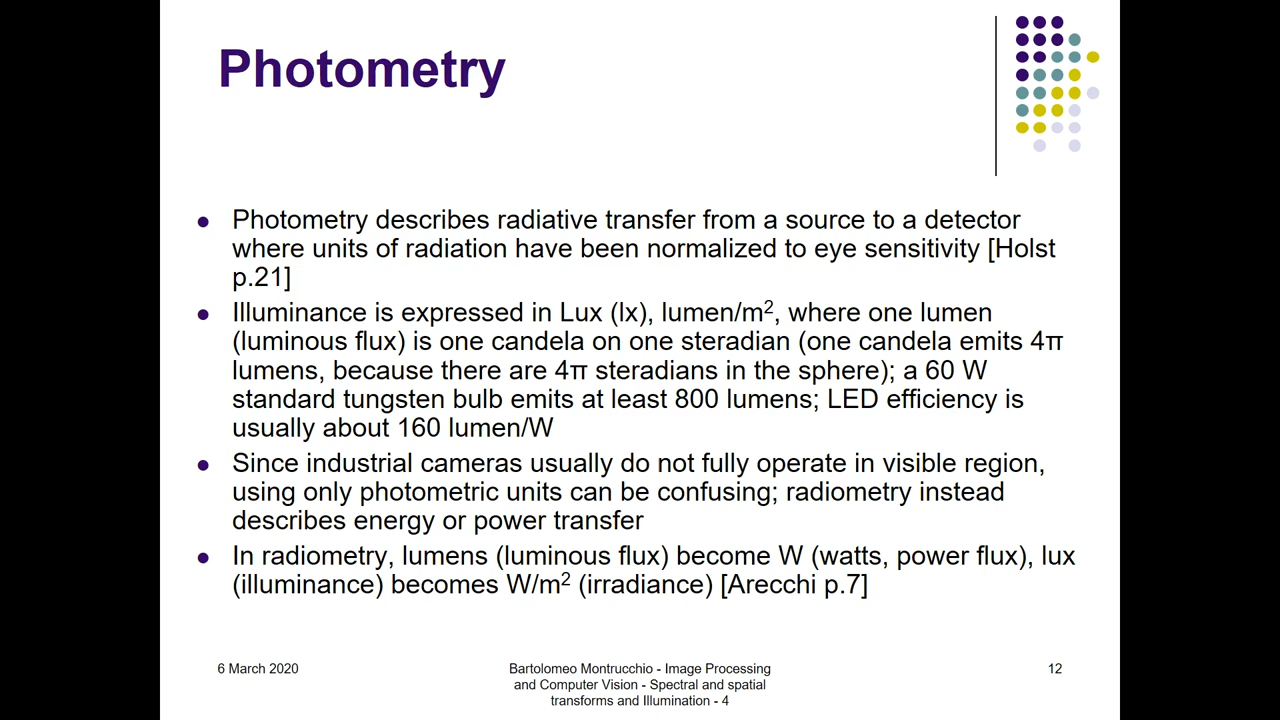 Photometry
Photometry describes radiative transfer from a source to a detector
where units of radiation have been normalized to eye sensitivity [Holst
p.21]
Illuminance is expressed in Lux (lx), lumen/m², where one lumen
(luminous flux) is one candela on one steradian (one candela emits 4π
lumens, because there are 4π steradians in the sphere); a 60 W
standard tungsten bulb emits at least 800 lumens; LED efficiency is
usually about 160 lumen/W
Since industrial cameras usually do not fully operate in visible region,
using only photometric units can be confusing; radiometry instead
describes energy or power transfer
In radiometry, lumens (luminous flux) become W (watts, power flux), lux
(illuminance) becomes W/m² (irradiance) [Arecchi p.7]
6 March 2020
Bartolomeo Montrucchio - Image Processing
and Computer Vision - Spectral and spatial
transforms and Illumination - 4
12